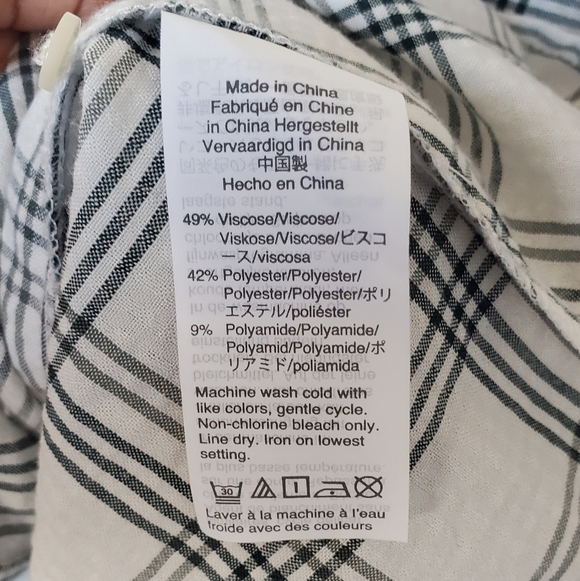 Made in China
Fabriqué en Chine
in China Hergestellt
Vervaardigd in China
中国製
Hecho en China
49% Viscose/Viscose/
Viskose/Viscose/ビスコ
ース/viscosa
42% Polyester/Polyester/
Polyester/Polyester/ポリ
エステル/poliéster
9% Polyamide/Polyamide/
Polyamid/Polyamide/ポ
リアミド/poliamida
Machine wash cold with
like colors, gentle cycle.
Non-chlorine bleach only.
Line dry. Iron on lowest
setting.
30
Laver à la machine à l'eau
froide avec des couleurs